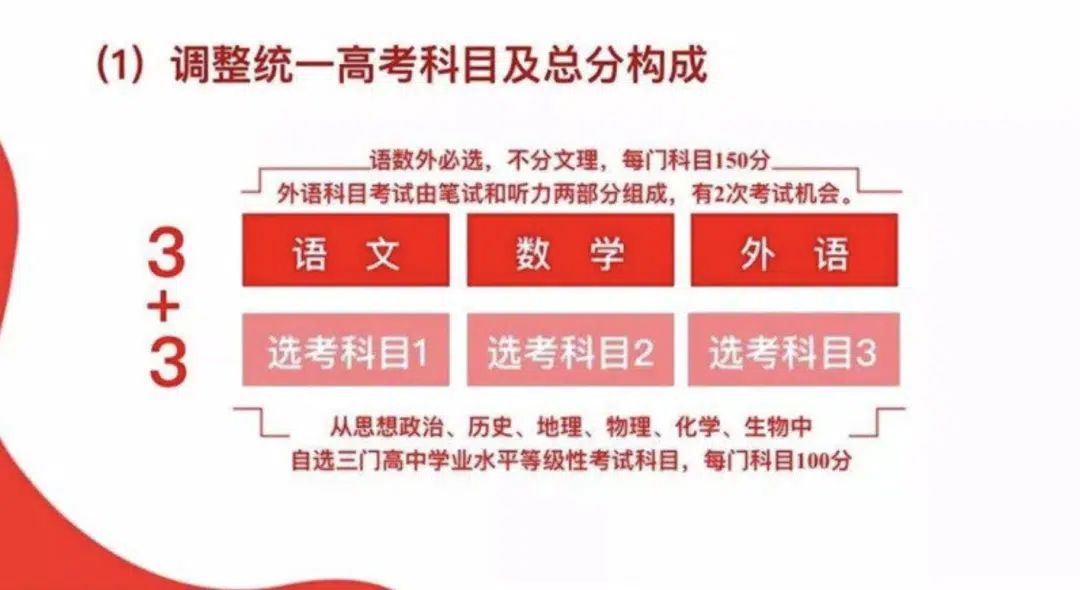 （1）调整统一高考科目及总分构成
语数外必选，不分文理，每门科目150分
外语科目考试由笔试和听力两部分组成，有2次考试机会。
3
+
3
语 文
数 学
外 语
选考科目1
选考科目2
选考科目3
从思想政治、历史、地理、物理、化学、生物中
自选三门高中学业水平等级性考试科目，每门科目100分